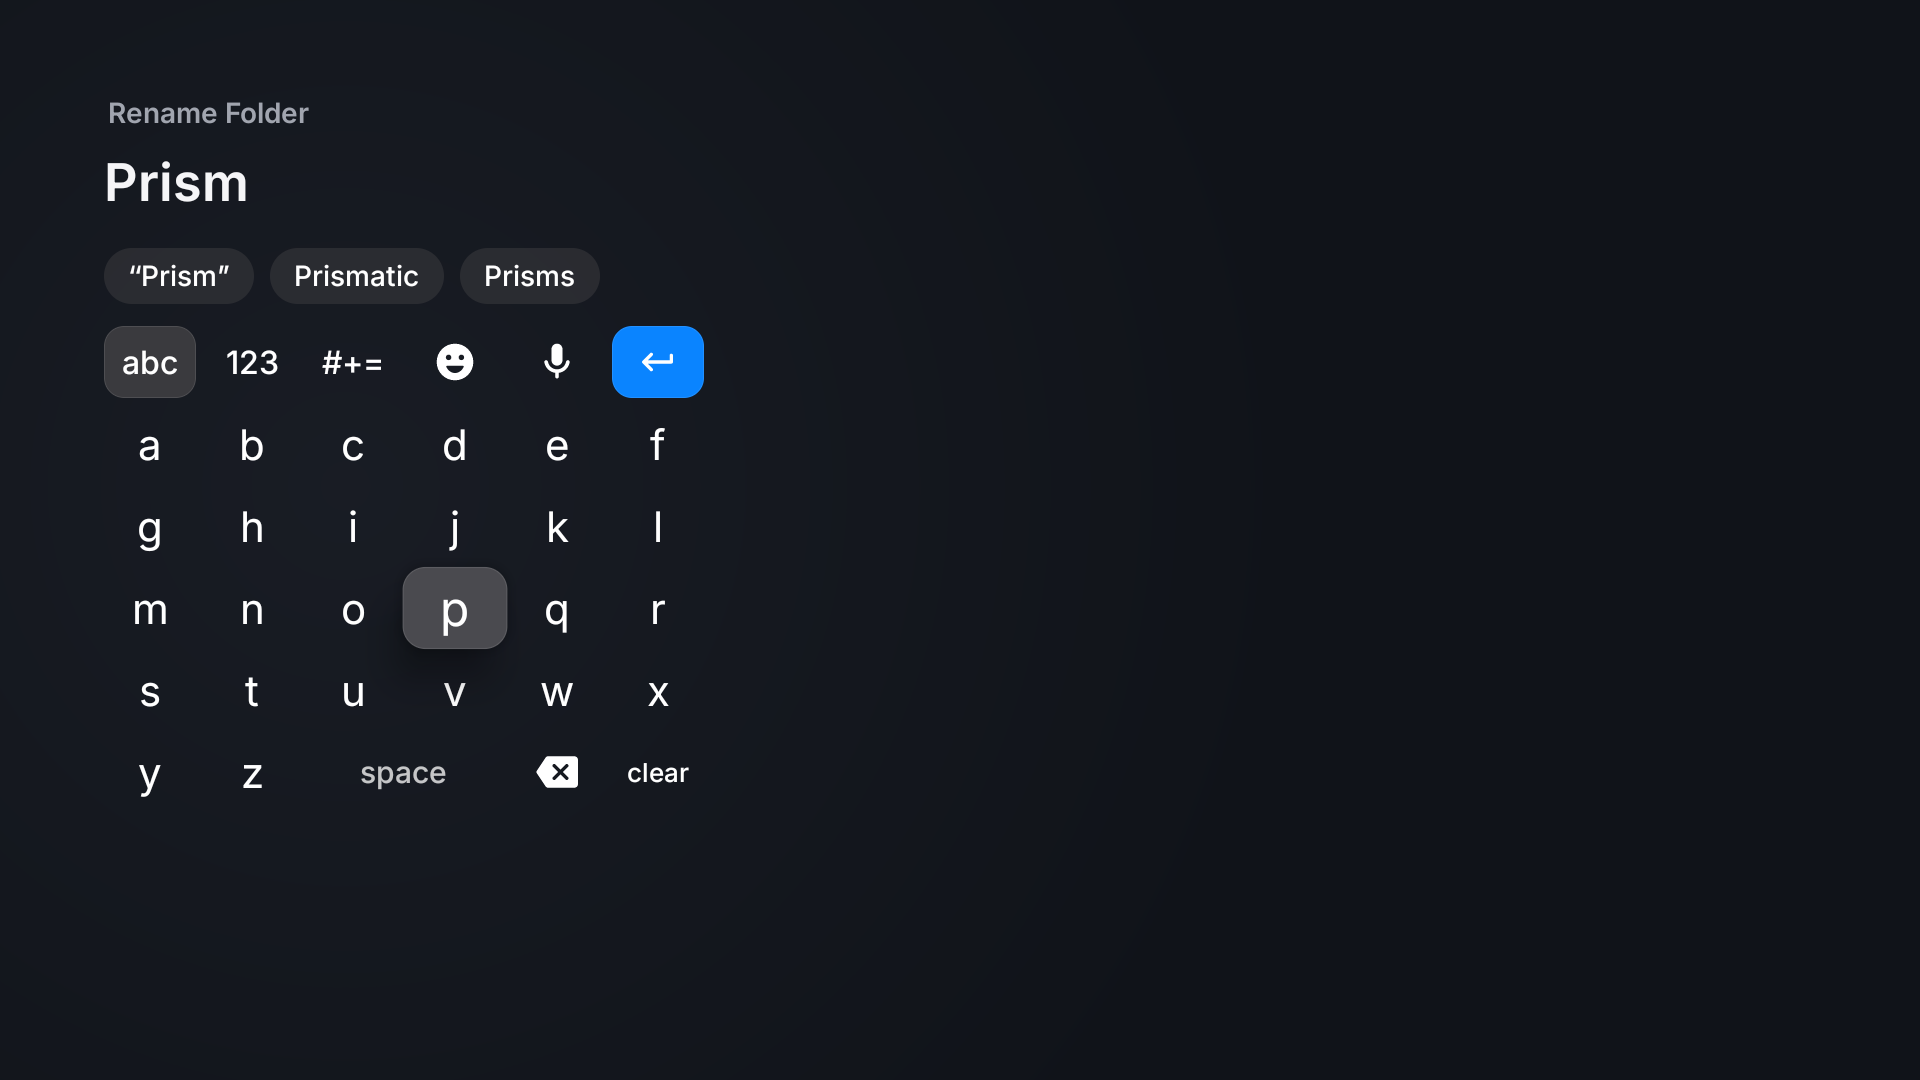 Rename Folder
Prism
“Prism” Prismatic Prisms
abc 123 #+=
a b c d e f
g h i j k l
m n o p q r
s t u v w x
y z space clear